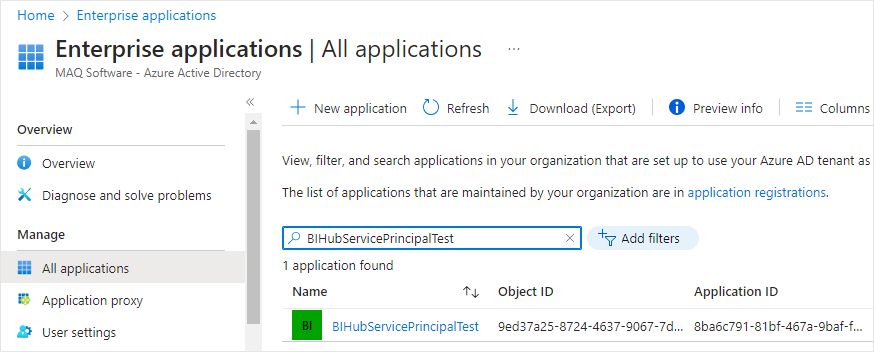 Home > Enterprise applications
Enterprise applications | All applications ...
MAQ Software - Azure Active Directory
«
Overview
Overview
Diagnose and solve problems
Manage
All applications
Application proxy
User settings
New application Refresh Download (Export) Preview info Columns
View, filter, and search applications in your organization that are set up to use your Azure AD tenant as
The list of applications that are maintained by your organization are in application registrations.
BIHubServicePrincipalTest Add filters
1 application found
Name Object ID Application ID
BI BIHubServicePrincipalTest 9ed37a25-8724-4637-9067-7d... 8ba6c791-81bf-467a-9baf-f...